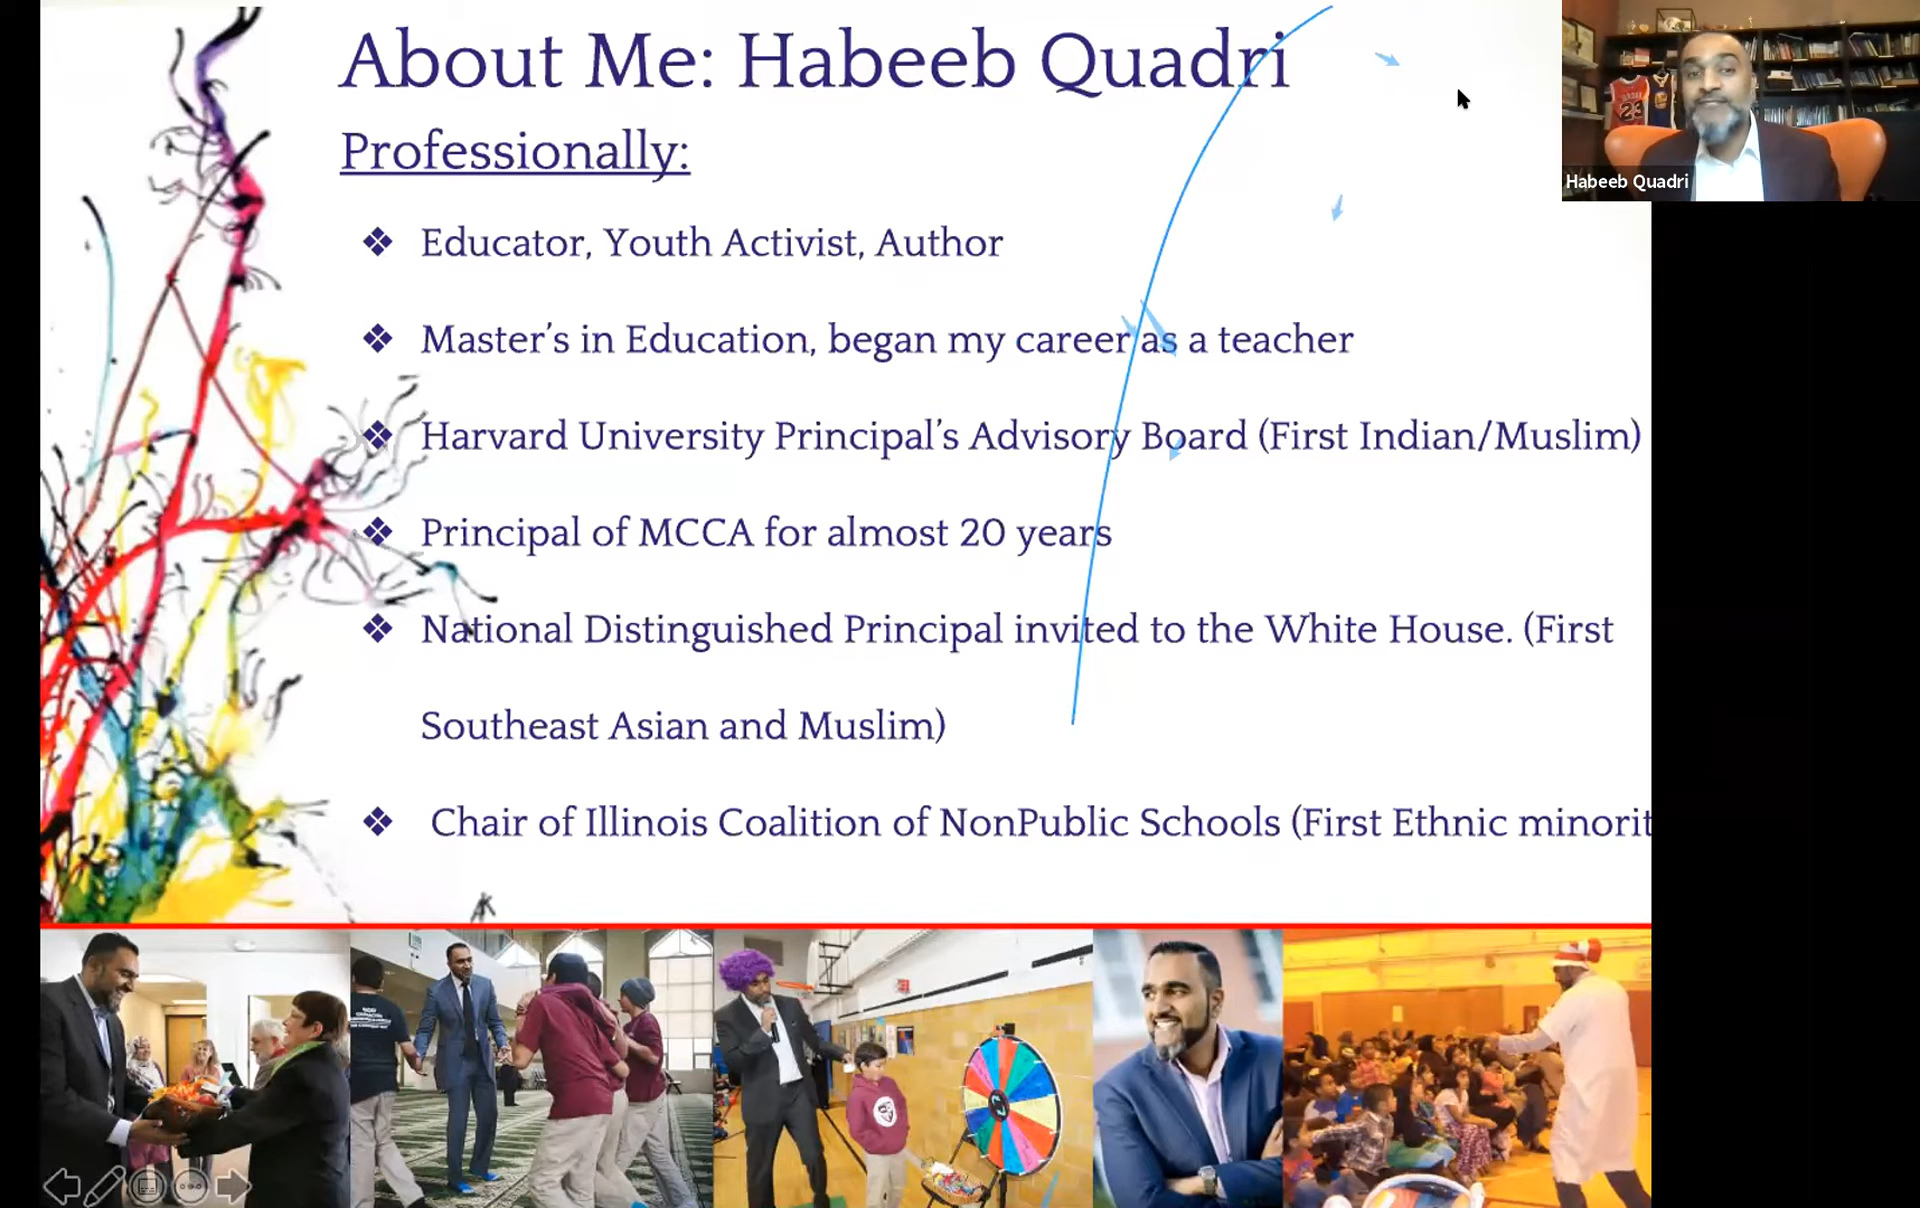 About Me: Habeeb Quadri
Professionally:
❖ Educator, Youth Activist, Author
❖ Master's in Education, began my career as a teacher
❖ Harvard University Principal's Advisory Board (First Indian/Muslim)
❖ Principal of MCCA for almost 20 years
❖ National Distinguished Principal invited to the White House. (First
Southeast Asian and Muslim)
❖ Chair of Illinois Coalition of NonPublic Schools (First Ethnic minorit
23
Habeeb Quadri